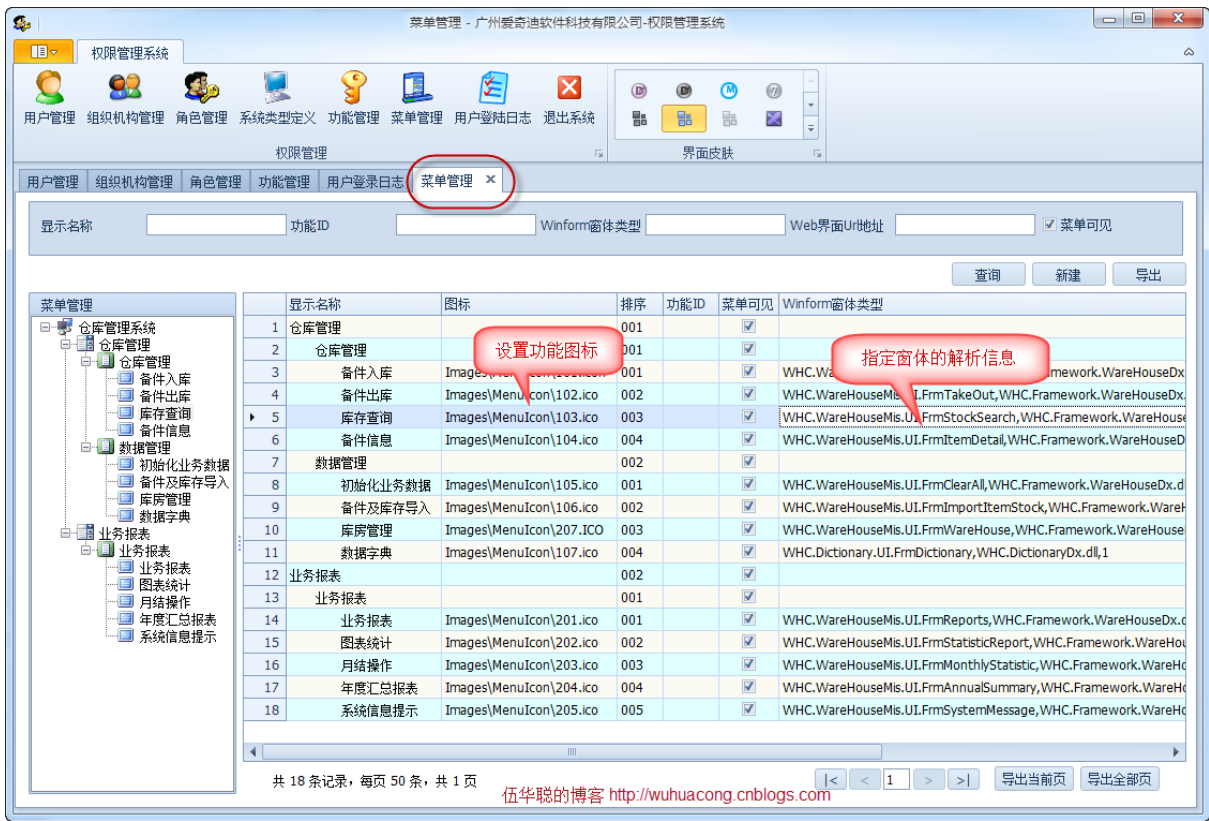 菜单管理 - 广州爱奇迪软件科技有限公司-权限管理系统
权限管理系统
用户管理 组织机构管理 角色管理 系统类型定义 功能管理 菜单管理 用户登陆日志 退出系统
权限管理 界面皮肤
用户管理 组织机构管理 角色管理 功能管理 用户登录日志 菜单管理
显示名称 功能ID Winform窗体类型 Web界面Url地址 菜单可见
查询 新建 导出
菜单管理
仓库管理系统
仓库管理
仓库管理
备件入库
备件出库
库存查询
备件信息
数据管理
初始化业务数据
备件及库存导入
库房管理
数据字典
业务报表
业务报表
业务报表
图表统计
月结操作
年度汇总报表
系统信息提示
显示名称 图标 排序 功能ID 菜单可见 Winform窗体类型
1 仓库管理 001
2 仓库管理 001
3 备件入库 001
4 备件出库 Images\MenuIcon\102.ico 002 WHC.WareHouseMis.UI.FrmTakeOut,WHC.Framework.WareHouseDx.
5 库存查询 Images\MenuIcon\103.ico 003 WHC.WareHouseMis.UI.FrmStockSearch,WHC.Framework.WareHouse
6 备件信息 Images\MenuIcon\104.ico 004 WHC.WareHouseMis.UI.FrmItemDetail,WHC.Framework.WareHouseD
7 数据管理 002
8 初始化业务数据 Images\MenuIcon\105.ico 001 WHC.WareHouseMis.UI.FrmClearAll,WHC.Framework.WareHouseDx.d
9 备件及库存导入 Images\MenuIcon\106.ico 002 WHC.WareHouseMis.UI.FrmImportItemStock,WHC.Framework.WareH
10 库房管理 Images\MenuIcon\207.ICO 003 WHC.WareHouseMis.UI.FrmWareHouse,WHC.Framework.WareHouse
11 数据字典 Images\MenuIcon\107.ico 004 WHC.Dictionary.UI.FrmDictionary,WHC.DictionaryDx.dll,1
12 业务报表 002
13 业务报表 001
14 业务报表 Images\MenuIcon\201.ico 001 WHC.WareHouseMis.UI.FrmReports,WHC.Framework.WareHouseDx.d
15 图表统计 Images\MenuIcon\202.ico 002 WHC.WareHouseMis.UI.FrmStatisticReport,WHC.Framework.WareHou
16 月结操作 Images\MenuIcon\203.ico 003 WHC.WareHouseMis.UI.FrmMonthlyStatistic,WHC.Framework.WareHo
17 年度汇总报表 Images\MenuIcon\204.ico 004 WHC.WareHouseMis.UI.FrmAnnualSummary,WHC.Framework.WareHo
18 系统信息提示 Images\MenuIcon\205.ico 005 WHC.WareHouseMis.UI.FrmSystemMessage,WHC.Framework.WareHo
设置功能图标
指定窗体的解析信息
共 18 条记录，每页 50 条，共 1 页 |< < 1 > >| 导出当前页 导出全部页
伍华聪的博客 http://wuhuacong.cnblogs.com